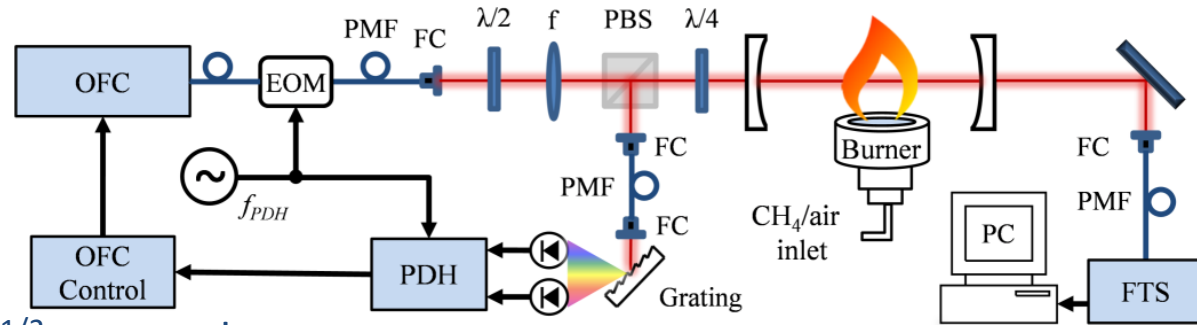 λ/2
f
PBS
λ/4
PMF
FC
OFC
EOM
f_PDH
FC
PMF
FC
Burner
CH₄/air
inlet
FC
PMF
PC
OFC
Control
PDH
Grating
FTS